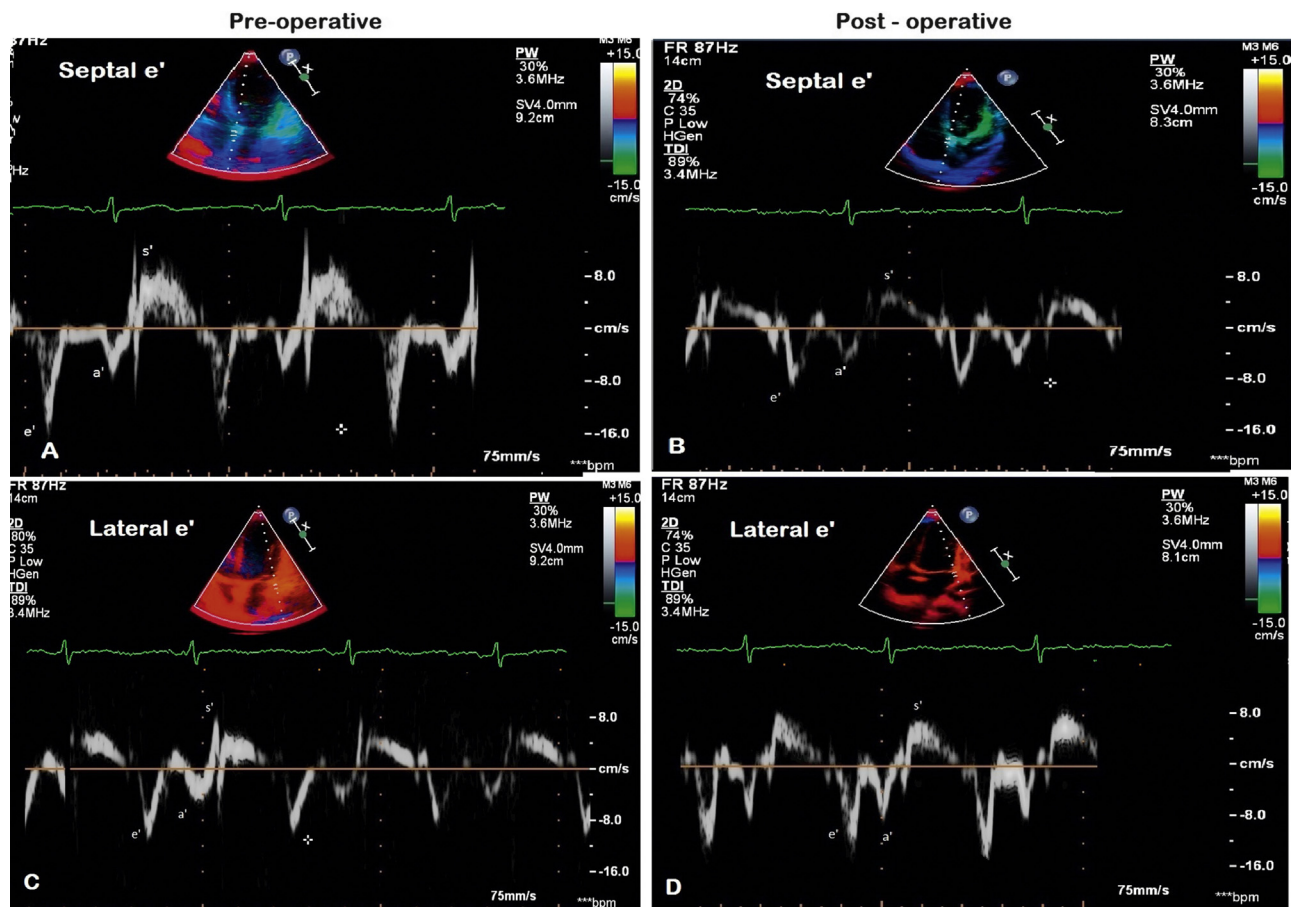 Pre-operative
Post - operative
87Hz
Septal e'
P
X
PW
30%
3.6MHz
SV4.0mm
9.2cm
M3 M6
+15.0
-15.0
cm/s
s'
a'
e'
8.0
cm/s
-8.0
-16.0
A
75mm/s
***bpm
FR 87Hz
14cm
2D
74%
C 35
P Low
HGen
TDI
89%
3.4MHz
Septal e'
P
X
PW
30%
3.6MHz
SV4.0mm
8.3cm
M3 M6
+15.0
-15.0
cm/s
s'
e'
a'
8.0
cm/s
-8.0
-16.0
B
75mm/s
***bpm
FR 87Hz
14cm
2D
80%
C 35
P Low
HGen
TDI
89%
3.4MHz
Lateral e'
P
X
PW
30%
3.6MHz
SV4.0mm
9.2cm
M3 M6
+15.0
-15.0
cm/s
s'
a'
e'
8.0
cm/s
-8.0
-16.0
C
75mm/s
***bpm
FR 87Hz
14cm
2D
74%
C 35
P Low
HGen
TDI
89%
3.4MHz
Lateral e'
P
X
PW
30%
3.6MHz
SV4.0mm
8.1cm
M3 M6
+15.0
-15.0
cm/s
s'
e'
a'
8.0
cm/s
-8.0
-16.0
D
75mm/s
***bpm